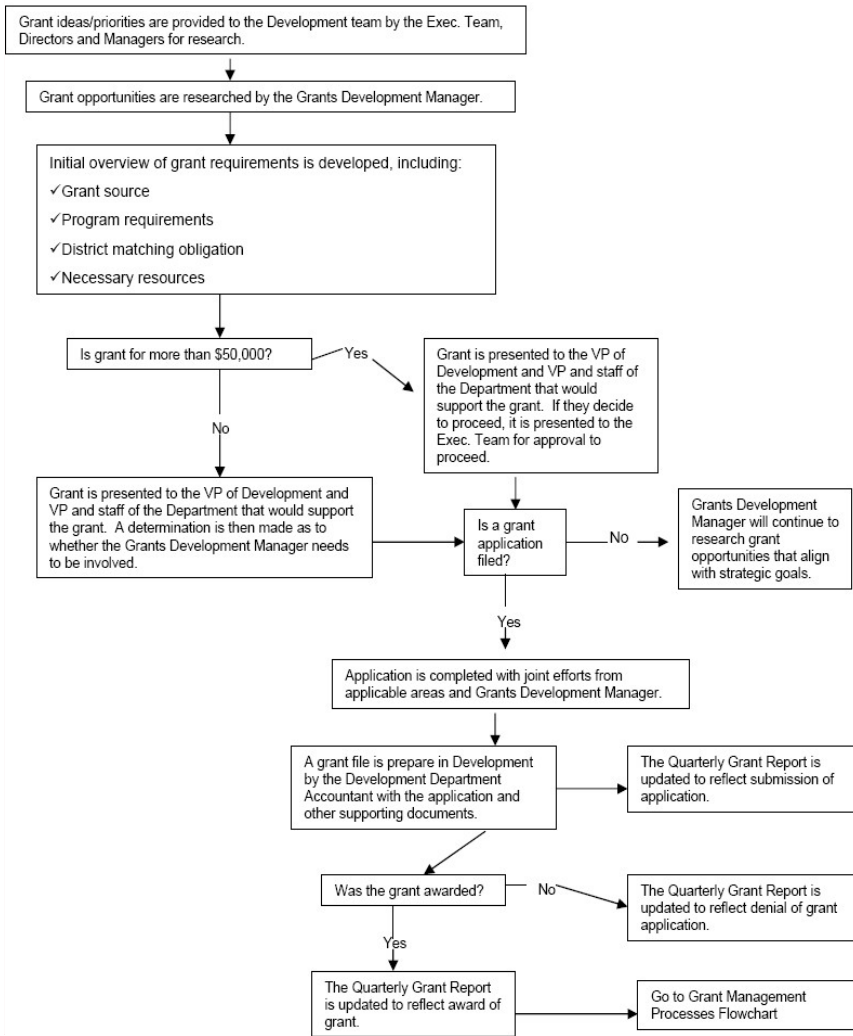 Grant ideas/priorities are provided to the Development team by the Exec. Team,
Directors and Managers for research.
Grant opportunities are researched by the Grants Development Manager.
Initial overview of grant requirements is developed, including:
✓Grant source
✓Program requirements
✓District matching obligation
✓Necessary resources
Is grant for more than $50,000?
Yes
Grant is presented to the VP of
Development and VP and staff of
the Department that would
support the grant.  If they decide
to proceed, it is presented to the
Exec. Team for approval to
proceed.
No
Grant is presented to the VP of Development and
VP and staff of the Department that would support
the grant.  A determination is then made as to
whether the Grants Development Manager needs
to be involved.
Is a grant
application
filed?
No
Grants Development
Manager will continue to
research grant
opportunities that align
with strategic goals.
Yes
Application is completed with joint efforts from
applicable areas and Grants Development Manager.
A grant file is prepare in Development
by the Development Department
Accountant with the application and
other supporting documents.
The Quarterly Grant Report is
updated to reflect submission of
application.
Was the grant awarded?
No
The Quarterly Grant Report is
updated to reflect denial of grant
application.
Yes
The Quarterly Grant Report
is updated to reflect award of
grant.
Go to Grant Management
Processes Flowchart